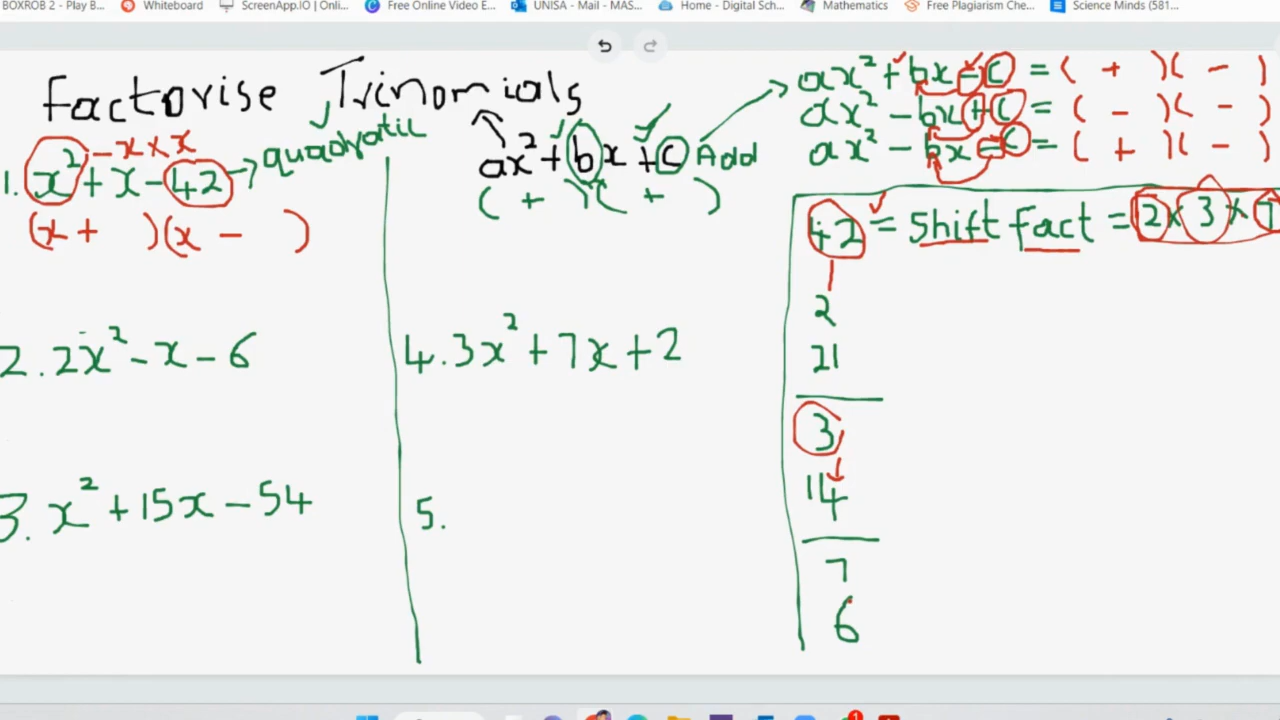 BOXROB 2 - Play B... Whiteboard ScreenApp.IO | Onli... Free Online Video E... UNISA - Mail - MAS... Home - Digital Sch... Mathematics Free Plagiarism Che... Science Minds (581...
Factorise Trinomials
quadratic
- x × x
1. x² + x - 42
(x + )(x - )
2. 2x² - x - 6
3. x² + 15x - 54
ax² + bx + c Add
( + )( + )
4. 3x² + 7x + 2
5.
ax² + bx - c = ( + )( - )
ax² - bx + c = ( - )( - )
ax² - bx - c = ( + )( - )
42 = Shift Fact = 2 × 3 × 7
2
21
3
14
7
6
1